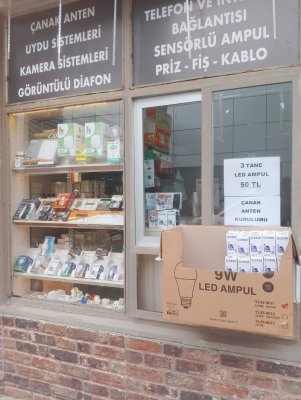 ÇANAK ANTEN
UYDU SİSTEMLERİ
KAMERA SİSTEMLERİ
GÖRÜNTÜLÜ DİAFON
TELEFON VE
BAĞLANTISI
SENSÖRLÜ AMPUL
PRİZ - FİŞ - KABLO
3 TANE
LED AMPUL
50 TL
ÇANAK
ANTEN
KURULUMU
9W
LED AMPUL